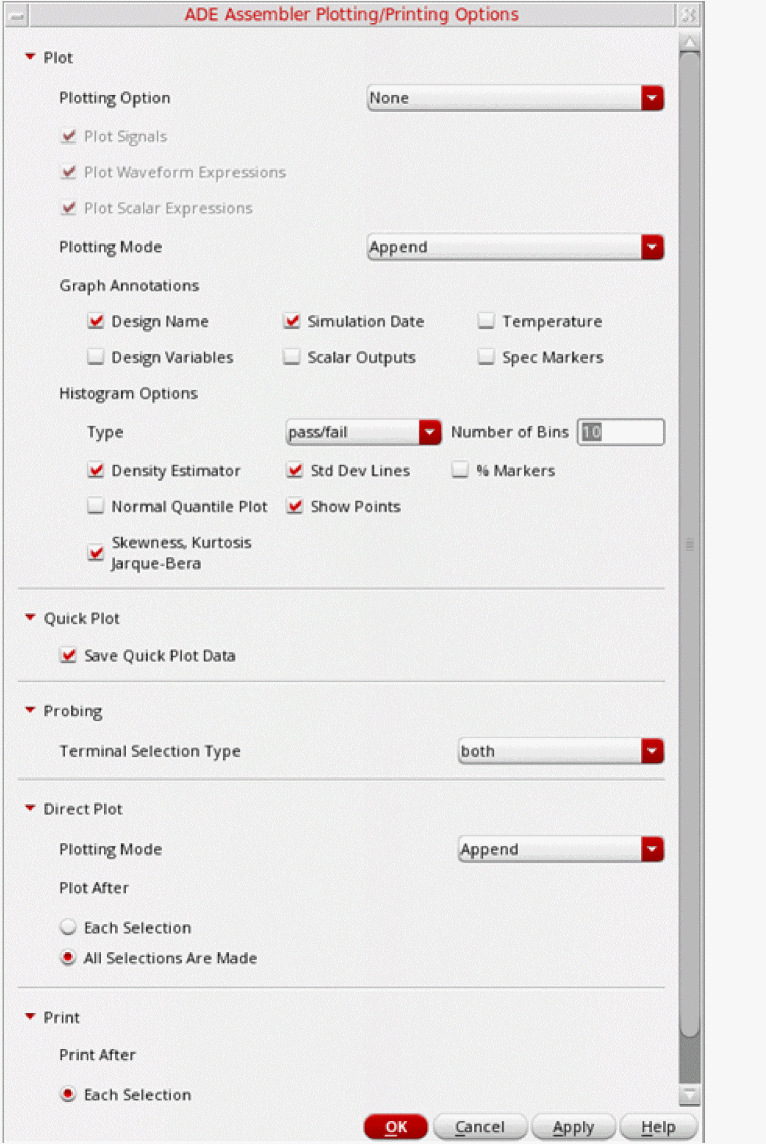 ADE Assembler Plotting/Printing Options
Plot
Plotting Option None
Plot Signals
Plot Waveform Expressions
Plot Scalar Expressions
Plotting Mode Append
Graph Annotations
Design Name Simulation Date Temperature
Design Variables Scalar Outputs Spec Markers
Histogram Options
Type pass/fail Number of Bins 10
Density Estimator Std Dev Lines % Markers
Normal Quantile Plot Show Points
Skewness, Kurtosis
Jarque-Bera
Quick Plot
Save Quick Plot Data
Probing
Terminal Selection Type both
Direct Plot
Plotting Mode Append
Plot After
Each Selection
All Selections Are Made
Print
Print After
Each Selection
OK Cancel Apply Help